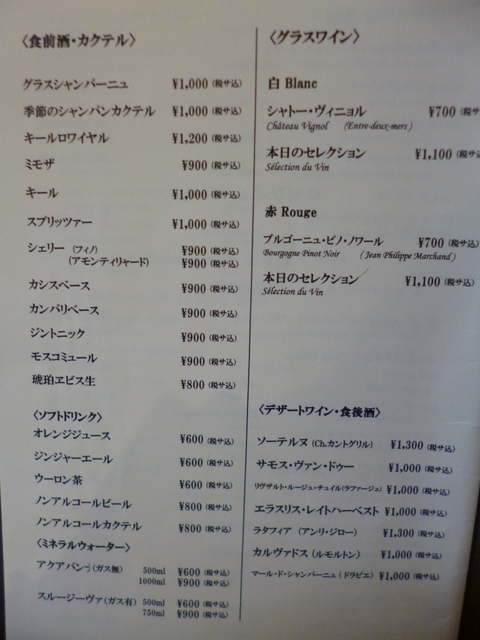 〈食前酒・カクテル〉
グラスシャンパーニュ ¥1,000 (税サ込)
季節のシャンパンカクテル ¥1,000 (税サ込)
キールロワイヤル ¥1,200 (税サ込)
ミモザ ¥900 (税サ込)
キール ¥1,000 (税サ込)
スプリッツァー ¥1,000 (税サ込)
シェリー (フィノ) ¥900 (税サ込)
(アモンティリャード) ¥900 (税サ込)
カシスベース ¥900 (税サ込)
カンパリベース ¥900 (税サ込)
ジントニック ¥900 (税サ込)
モスコミュール ¥900 (税サ込)
琥珀ヱビス生 ¥800 (税サ込)
〈ソフトドリンク〉
オレンジジュース ¥600 (税サ込)
ジンジャーエール ¥600 (税サ込)
ウーロン茶 ¥600 (税サ込)
ノンアルコールビール ¥800 (税サ込)
ノンアルコールカクテル ¥800 (税サ込)
〈ミネラルウォーター〉
アクアパンナ(ガス無) 500ml ¥600 (税サ込)
1000ml ¥900 (税サ込)
スルージーヴァ(ガス有) 500ml ¥600 (税サ込)
750ml ¥900 (税サ込)
〈グラスワイン〉
白 Blanc
シャトー・ヴィニョル ¥700 (税サ
Château Vignol (Entre-deux-mers)
本日のセレクション ¥1,100 (税サ
Sélection du Vin
赤 Rouge
ブルゴーニュ・ピノ・ノワール ¥700 (税サ込)
Bourgogne Pinot Noir (Jean Philippe Marchand)
本日のセレクション ¥1,100 (税サ込)
Sélection du Vin
〈デザートワイン・食後酒〉
ソーテルヌ (Ch.カントグリル) ¥1,300 (税サ込)
サモス・ヴァン・ドゥー ¥1,000 (税サ込)
リヴザルト・ルージュ・チュイル(ラファージュ) ¥1,000 (税サ込)
エラスリス・レイトハーベスト ¥1,000 (税サ込)
ラタフィア (アンリ・ジロー) ¥1,300 (税サ込)
カルヴァドス (ルモルトン) ¥1,000 (税サ込)
マール・ド・シャンパーニュ (ドラピエ) ¥1,000 (税サ込)